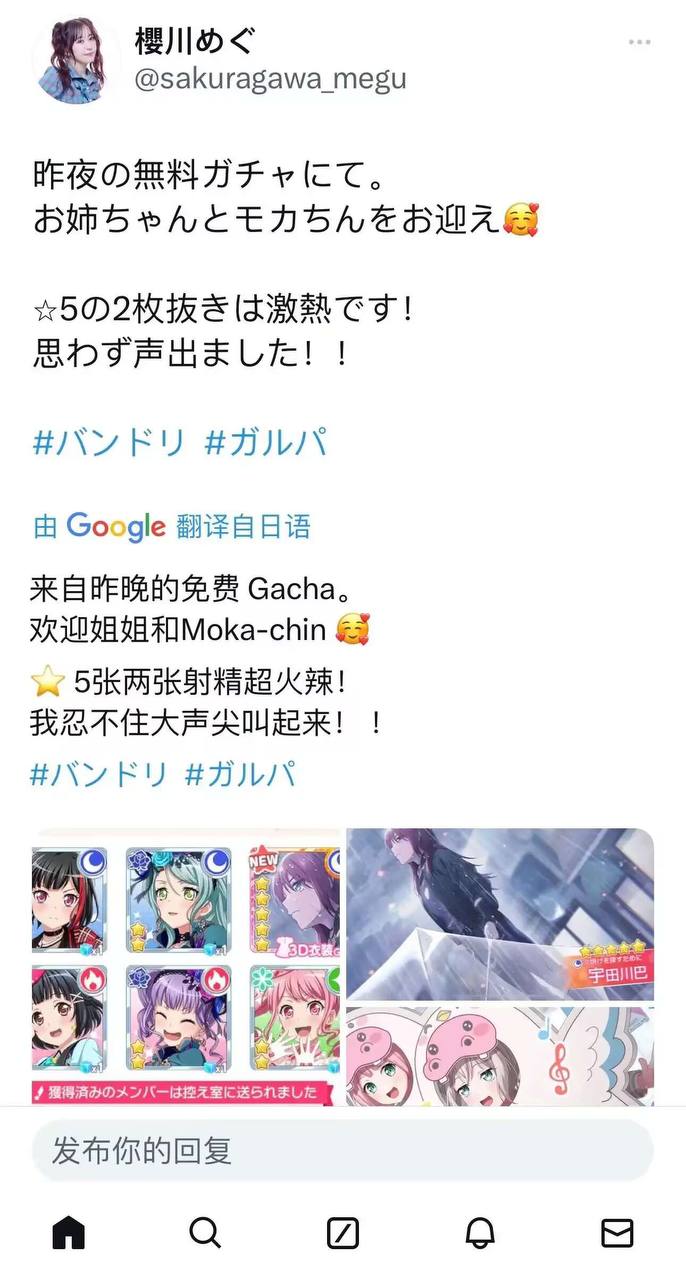 櫻川めぐ
@sakuragawa_megu
昨夜の無料ガチャにて。
お姉ちゃんとモカちんをお迎え🥰
☆5の2枚抜きは激熱です！
思わず声出ました！！
#バンドリ #ガルパ
由 Google 翻译自日语
来自昨晚的免费 Gacha。
欢迎姐姐和Moka-chin 🥰
⭐ 5张两张射精超火辣！
我忍不住大声尖叫起来！！
#バンドリ #ガルパ
NEW
3D衣装
x1
x1
x1
x1
獲得済みのメンバーは控え室に送られました
宇田川巴
发布你的回复